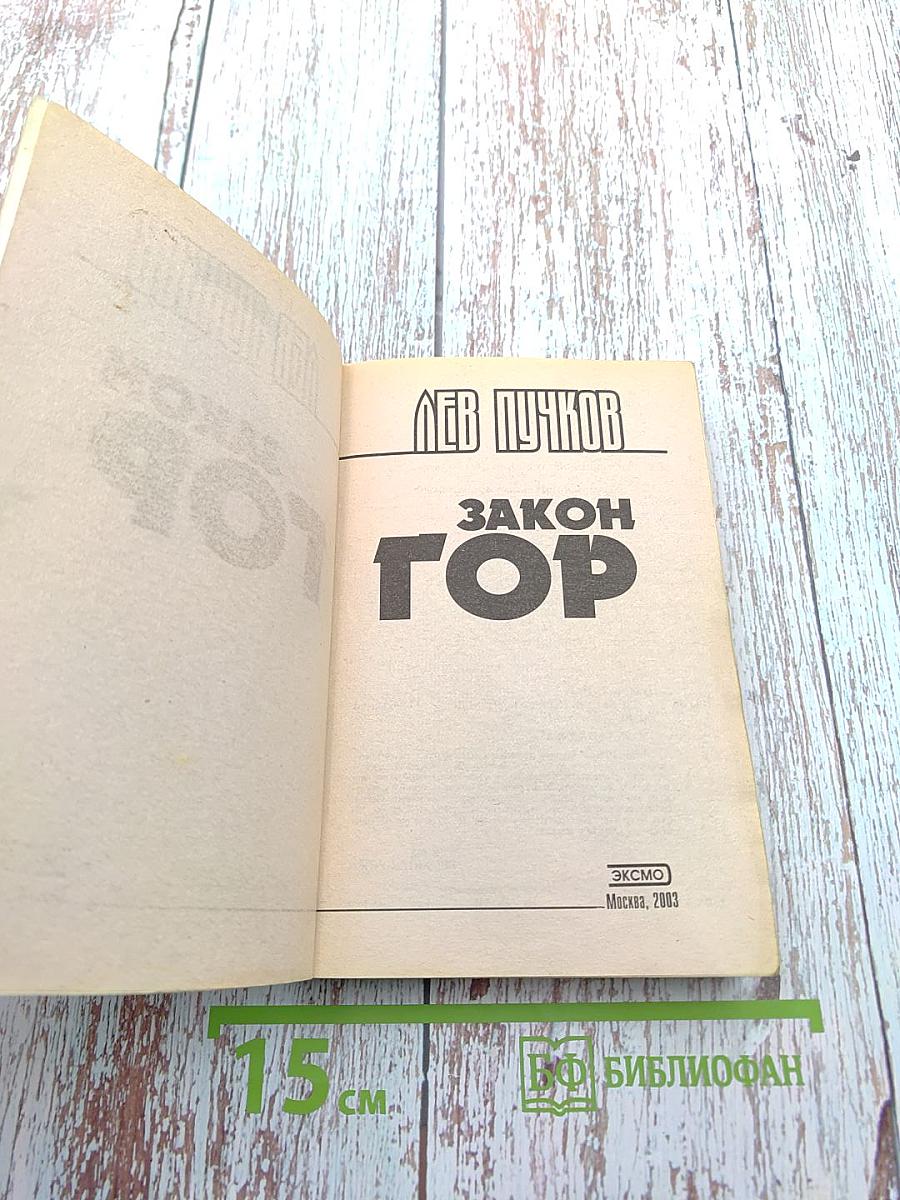 ЛЕВ ПУЧКОВ
ЗАКОН
ГОР
ЭКСМО
Москва, 2003
15 см
БФ БИБЛИОФАН